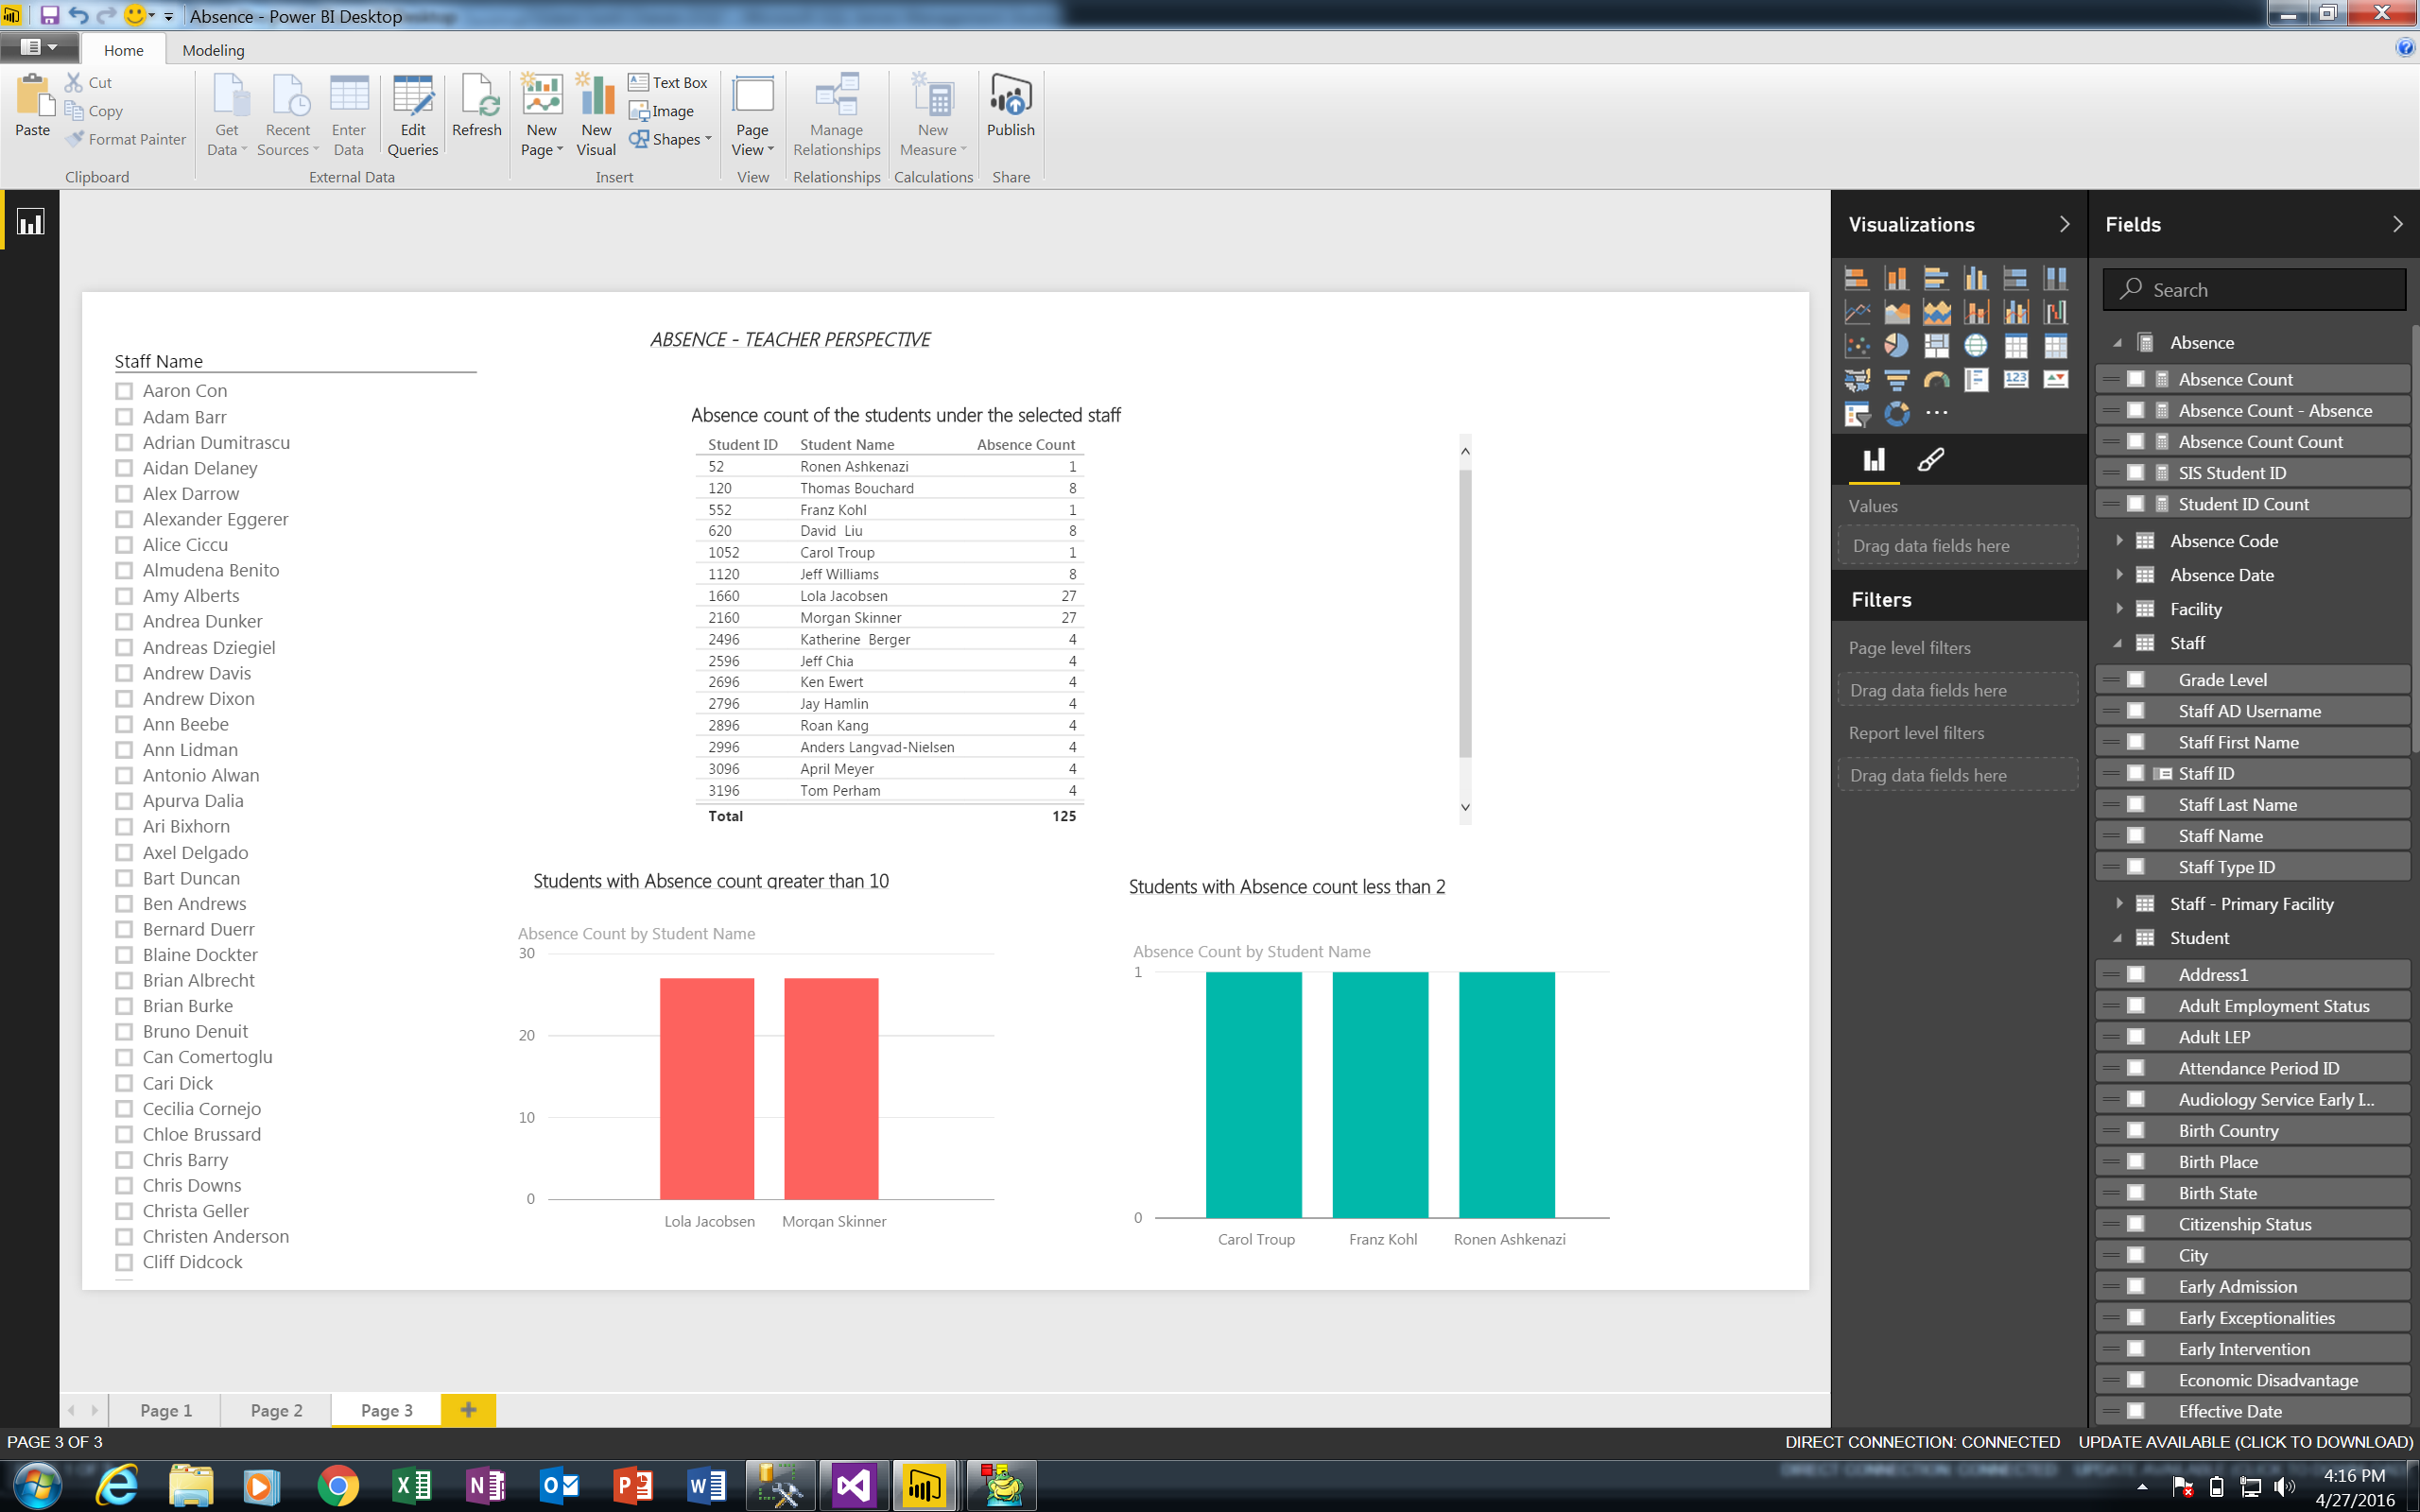 Absence - Power BI Desktop
Home
Modeling
Paste
Cut
Copy
Format Painter
Clipboard
Get Data
Recent Sources
Enter Data
Edit Queries
Refresh
External Data
New Page
New Visual
Text Box
Image
Shapes
Insert
Page View
View
Manage Relationships
Relationships
New Measure
Calculations
Publish
Share
ABSENCE - TEACHER PERSPECTIVE
Staff Name
Aaron Con
Adam Barr
Adrian Dumitrascu
Aidan Delaney
Alex Darrow
Alexander Eggerer
Alice Ciccu
Almudena Benito
Amy Alberts
Andrea Dunker
Andreas Dziegiel
Andrew Davis
Andrew Dixon
Ann Beebe
Ann Lidman
Antonio Alwan
Apurva Dalia
Ari Bixhorn
Axel Delgado
Bart Duncan
Ben Andrews
Bernard Duerr
Blaine Dockter
Brian Albrecht
Brian Burke
Bruno Denuit
Can Comertoglu
Cari Dick
Cecilia Cornejo
Chloe Brussard
Chris Barry
Chris Downs
Christa Geller
Christen Anderson
Cliff Didcock
Absence count of the students under the selected staff
Student ID Student Name Absence Count
52 Ronen Ashkenazi 1
120 Thomas Bouchard 8
552 Franz Kohl 1
620 David  Liu 8
1052 Carol Troup 1
1120 Jeff Williams 8
1660 Lola Jacobsen 27
2160 Morgan Skinner 27
2496 Katherine  Berger 4
2596 Jeff Chia 4
2696 Ken Ewert 4
2796 Jay Hamlin 4
2896 Roan Kang 4
2996 Anders Langvad-Nielsen 4
3096 April Meyer 4
3196 Tom Perham 4
Total 125
Students with Absence count greater than 10
Absence Count by Student Name
30
20
10
0
Lola Jacobsen Morgan Skinner
Students with Absence count less than 2
Absence Count by Student Name
1
0
Carol Troup Franz Kohl Ronen Ashkenazi
Visualizations
123
Values
Drag data fields here
Filters
Page level filters
Drag data fields here
Report level filters
Drag data fields here
Fields
Search
Absence
Absence Count
Absence Count - Absence
Absence Count Count
SIS Student ID
Student ID Count
Absence Code
Absence Date
Facility
Staff
Grade Level
Staff AD Username
Staff First Name
Staff ID
Staff Last Name
Staff Name
Staff Type ID
Staff - Primary Facility
Student
Address1
Adult Employment Status
Adult LEP
Attendance Period ID
Audiology Service Early I...
Birth Country
Birth Place
Birth State
Citizenship Status
City
Early Admission
Early Exceptionalities
Early Intervention
Economic Disadvantage
Effective Date
Page 1
Page 2
Page 3
PAGE 3 OF 3
DIRECT CONNECTION: CONNECTED
UPDATE AVAILABLE (CLICK TO DOWNLOAD)
4:16 PM
4/27/2016